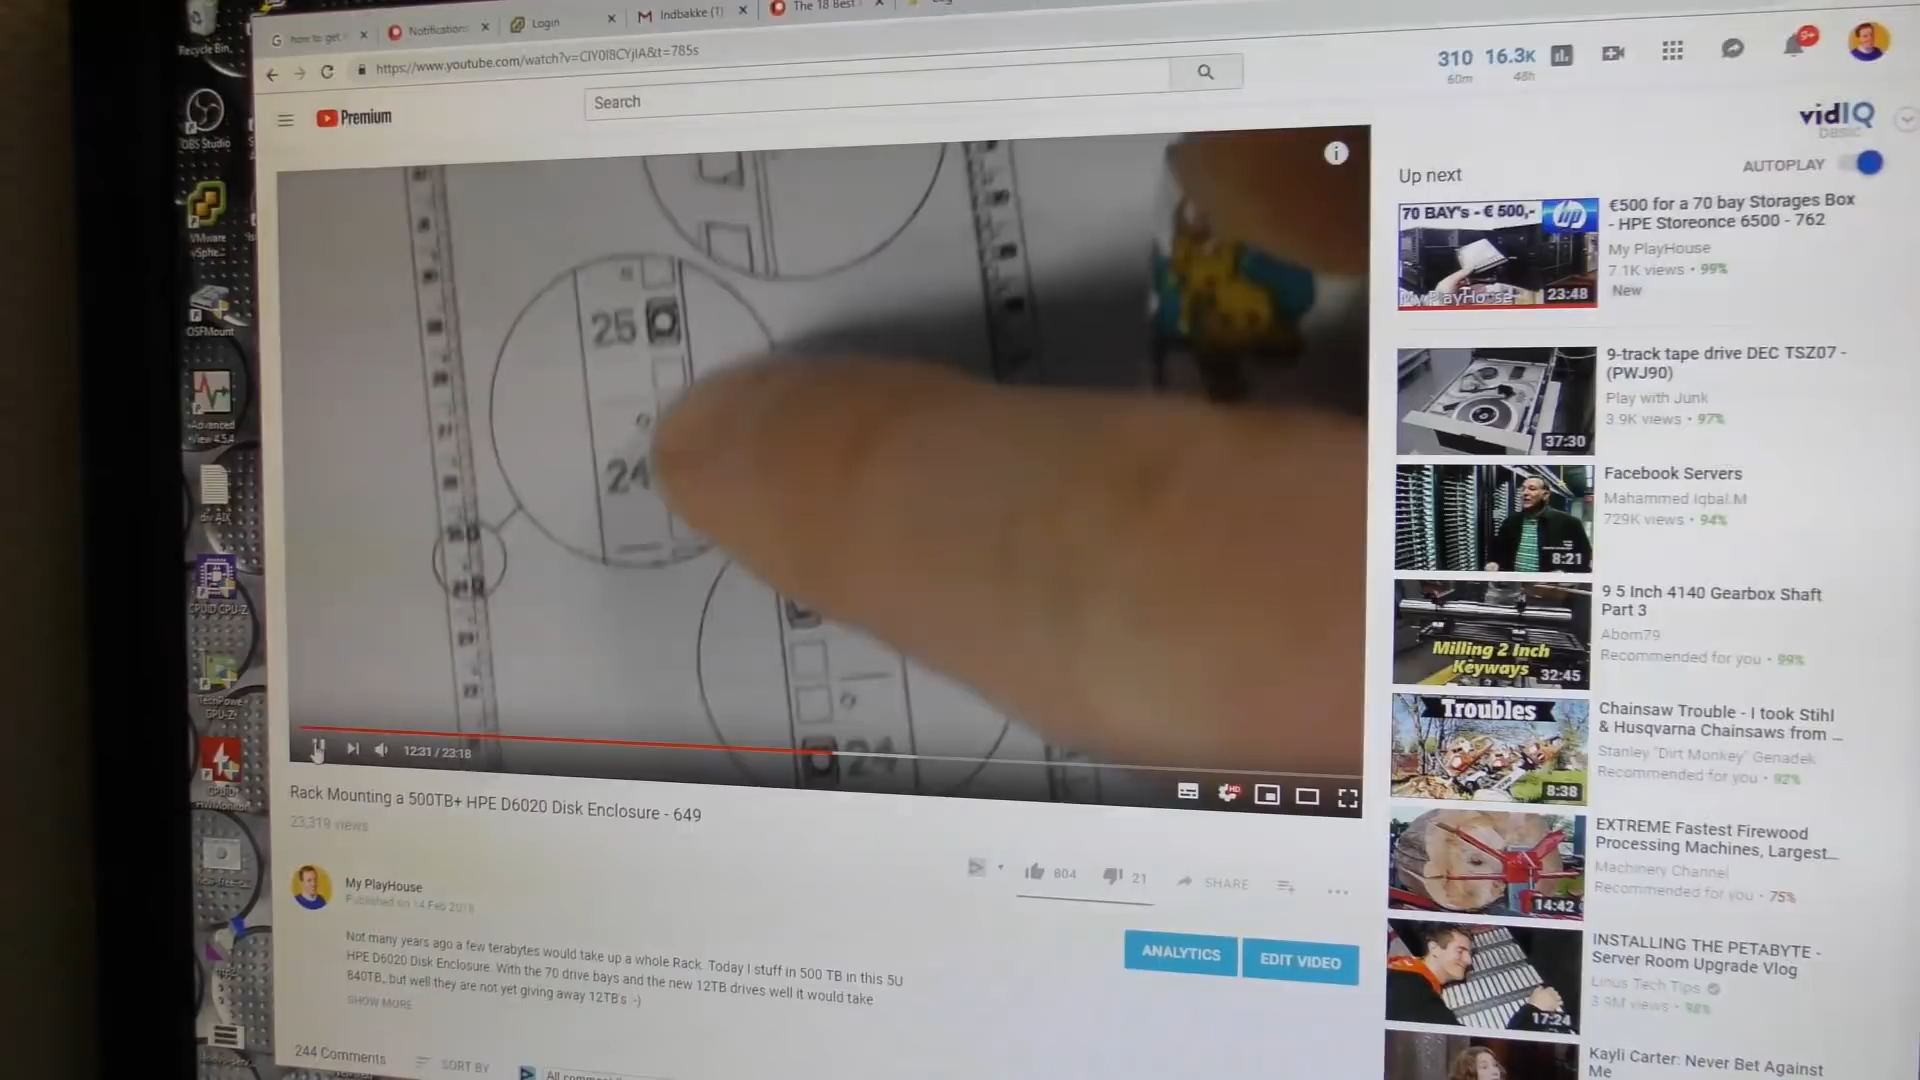 how to get
Notifications
Login
Indbakke (1)
The 18 Best
https://www.youtube.com/watch?v=CIY0I8CYjIA&t=785s
Recycle Bin
OBS Studio
VMware
vSphe...
OSFMount
Advanced
CPUID CPU-Z
TechPowe...
GPU-Z
Premium
Search
310
60m
16.3K
48h
9+
vidIQ
basic
25
24
21
12:31 / 23:18
HD
Rack Mounting a 500TB+ HPE D6020 Disk Enclosure - 649
23,319 views
804
21
SHARE
My PlayHouse
Published on 14 Feb 2018
ANALYTICS
EDIT VIDEO
Not many years ago a few terabytes would take up a whole Rack. Today I stuff in 500 TB in this 5U
HPE D6020 Disk Enclosure. With the 70 drive bays and the new 12TB drives well it would take
840TB,, but well they are not yet giving away 12TB's :-)
SHOW MORE
244 Comments
SORT BY
Up next
AUTOPLAY
70 BAY's - € 500,-
hp
My PlayHouse
23:48
€500 for a 70 bay Storages Box
- HPE Storeonce 6500 - 762
My PlayHouse
7.1K views • 99%
New
37:30
9-track tape drive DEC TSZ07 -
(PWJ90)
Play with Junk
3.9K views • 97%
8:21
Facebook Servers
Mahammed Iqbal.M
729K views • 94%
Milling 2 Inch
Keyways
32:45
9 5 Inch 4140 Gearbox Shaft
Part 3
Abom79
Recommended for you • 99%
Troubles
8:38
Chainsaw Trouble - I took Stihl
& Husqvarna Chainsaws from ...
Stanley "Dirt Monkey" Genadek
Recommended for you • 92%
14:42
EXTREME Fastest Firewood
Processing Machines, Largest...
Machinery Channel
Recommended for you • 75%
17:24
INSTALLING THE PETABYTE -
Server Room Upgrade Vlog
Linus Tech Tips
3.9M views • 98%
Kayli Carter: Never Bet Against
Me